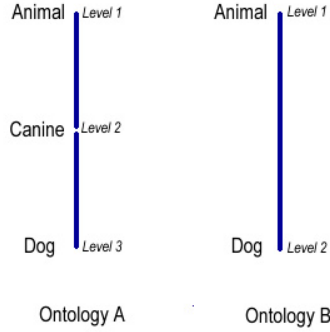 Animal Level 1 Animal Level 1
Canine Level 2
Dog Level 3 Dog Level 2
Ontology A Ontology B